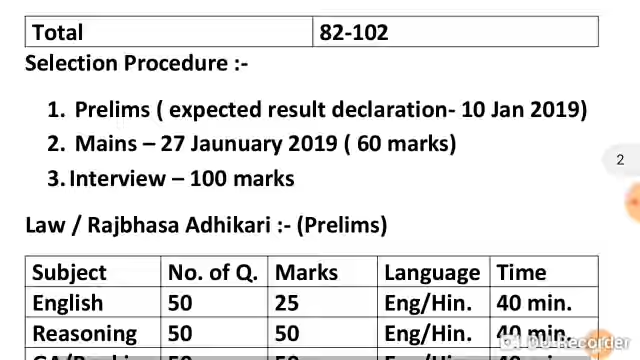 Total 82-102
Selection Procedure :-
1. Prelims ( expected result declaration- 10 Jan 2019)
2. Mains – 27 Jaunuary 2019 ( 60 marks)
3. Interview – 100 marks
2
Law / Rajbhasa Adhikari :- (Prelims)
Subject No. of Q. Marks Language Time
English 50 25 Eng/Hin. 40 min.
Reasoning 50 50 Eng/Hin. 40 min.
DU Recorder